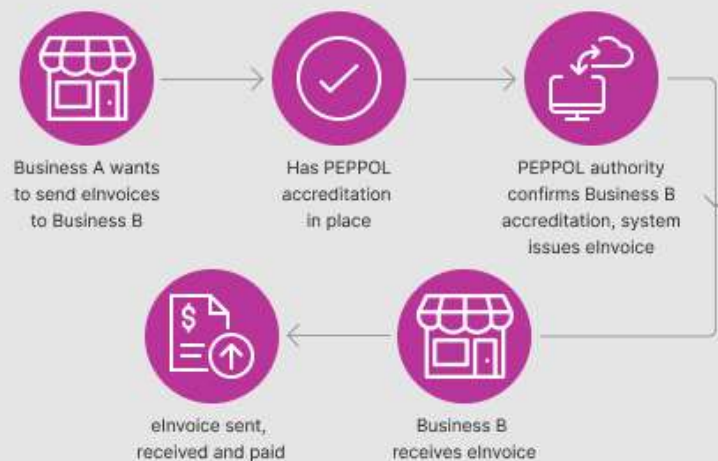 Business A wants
to send eInvoices
to Business B
Has PEPPOL
accreditation
in place
PEPPOL authority
confirms Business B
accreditation, system
issues eInvoice
$
eInvoice sent,
received and paid
Business B
receives eInvoice